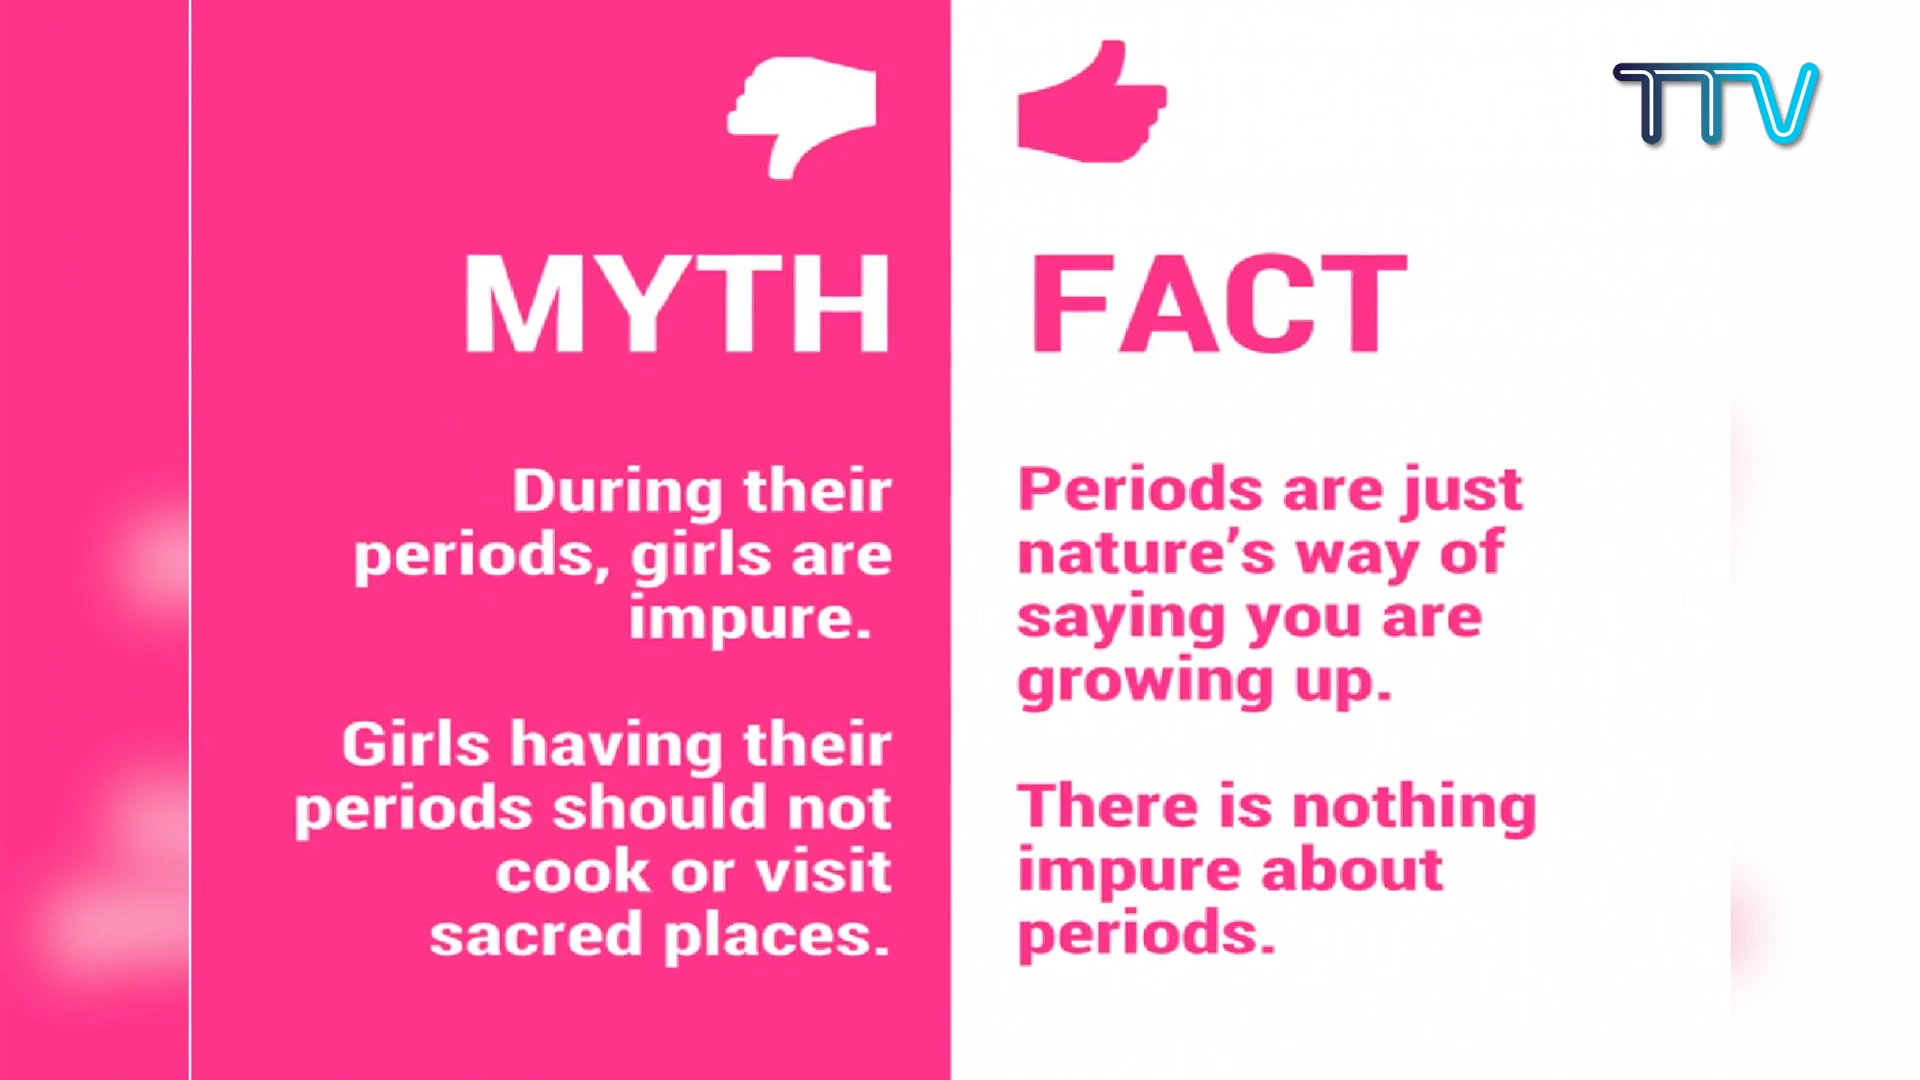 TTV
MYTH
During their
periods, girls are
impure.
Girls having their
periods should not
cook or visit
sacred places.
FACT
Periods are just
nature’s way of
saying you are
growing up.
There is nothing
impure about
periods.